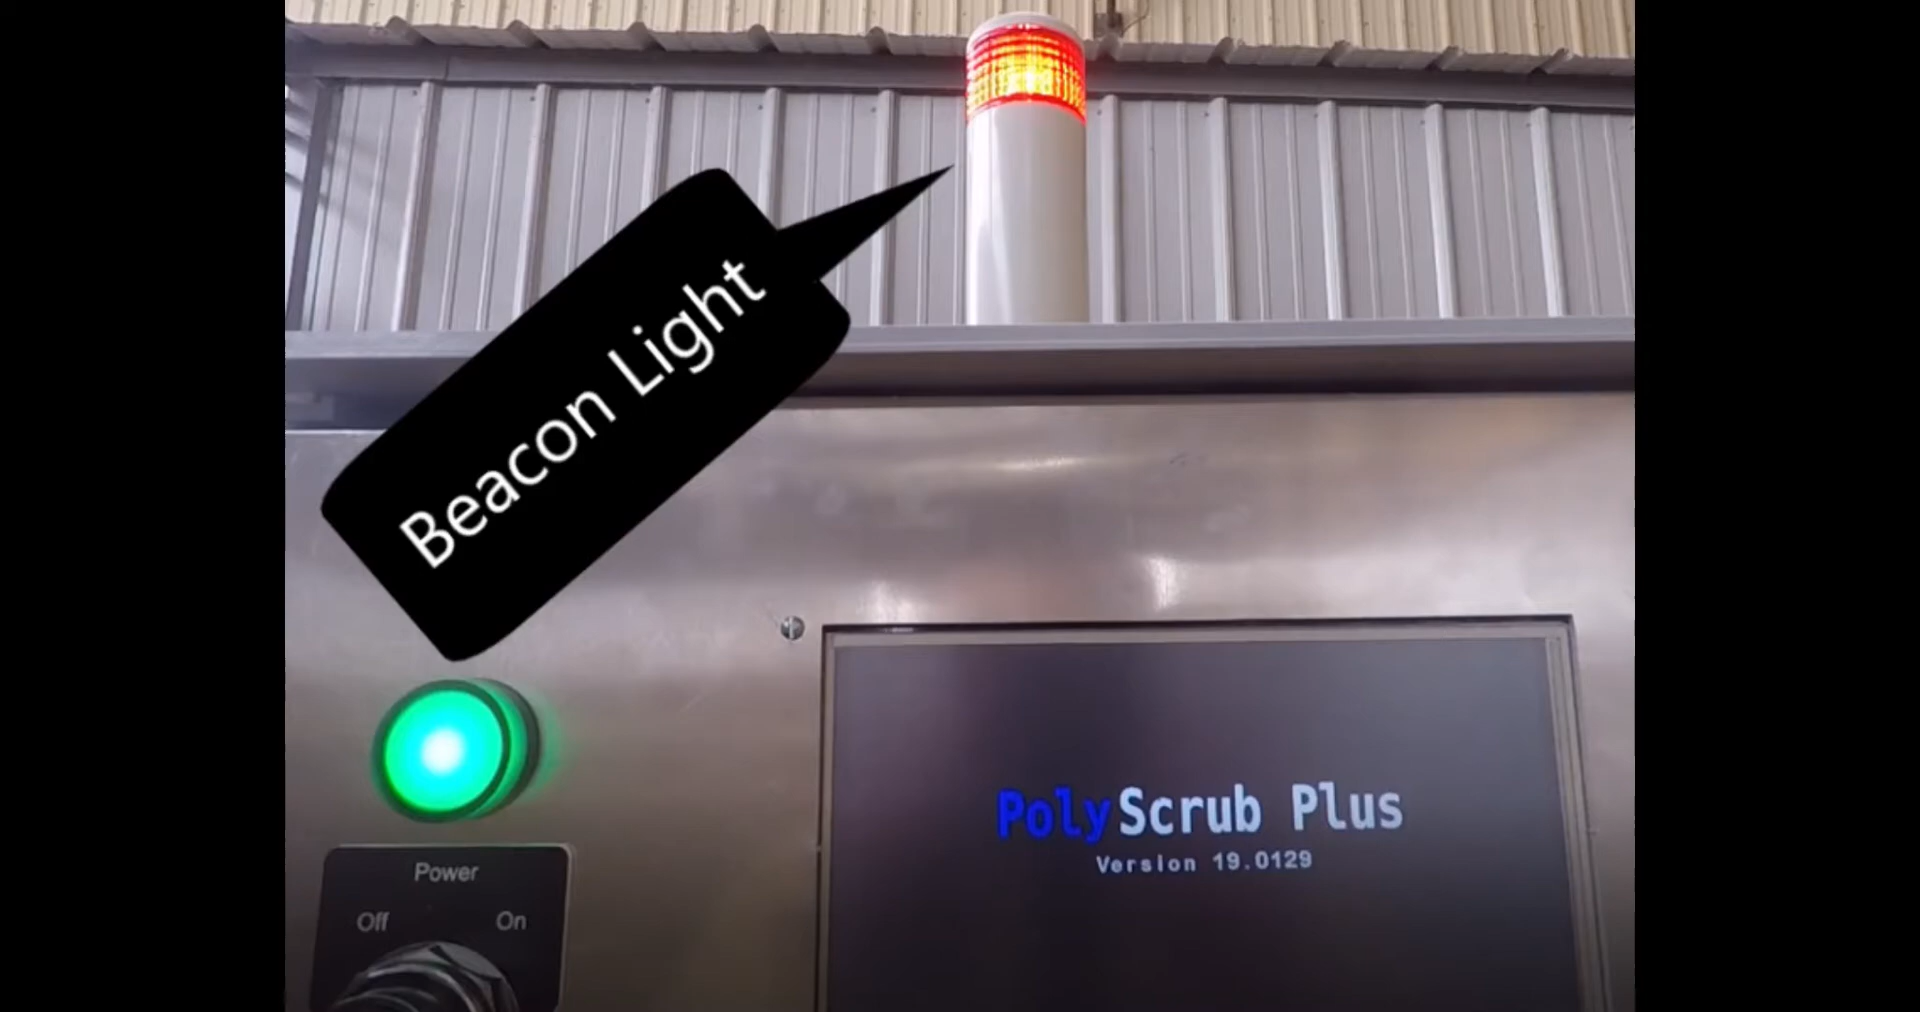 Beacon Light
PolyScrub Plus
Version 19.0129
Power
Off On